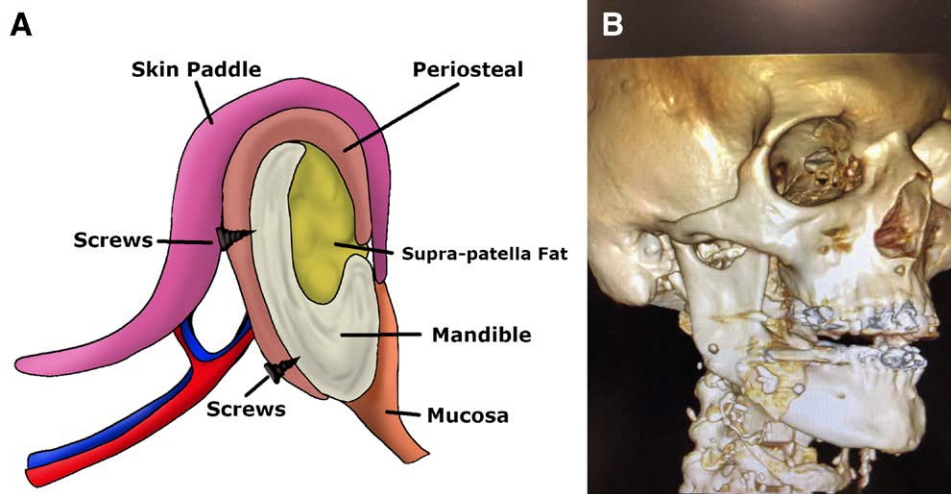 A
B
Skin Paddle
Periosteal
Screws
Supra-patella Fat
Mandible
Screws
Mucosa